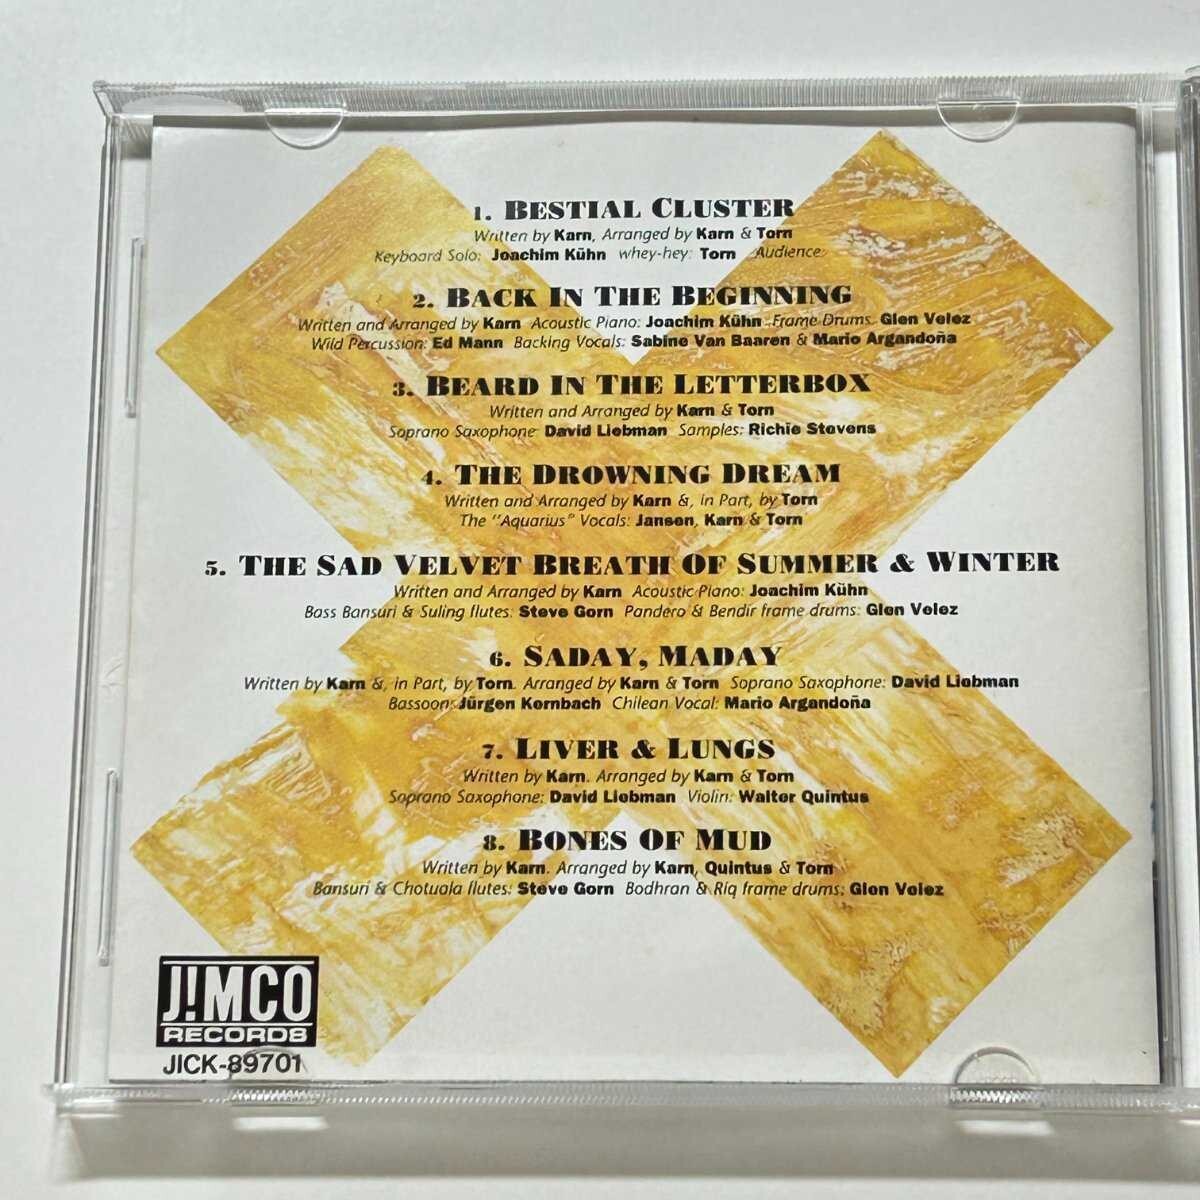 1. BESTIAL CLUSTER
Written by Karn, Arranged by Karn & Torn
Keyboard Solo: Joachim Kühn whey-hey: Torn Audience:
2. BACK IN THE BEGINNING
Written and Arranged by Karn Acoustic Piano: Joachim Kühn Frame Drums: Glen Velez
Wild Percussion: Ed Mann Backing Vocals: Sabine Van Baaren & Mario Argandoña
3. BEARD IN THE LETTERBOX
Written and Arranged by Karn & Torn
Soprano Saxophone: David Liebman Samples: Richie Stevens
4. THE DROWNING DREAM
Written and Arranged by Karn &, in Part, by Torn
The "Aquarius" Vocals: Jansen, Karn & Torn
5. THE SAD VELVET BREATH OF SUMMER & WINTER
Written and Arranged by Karn Acoustic Piano: Joachim Kühn
Bass Bansuri & Suling flutes: Steve Gorn Pandero & Bendir frame drums: Glen Velez
6. SADAY, MADAY
Written by Karn &, in Part, by Torn. Arranged by Karn & Torn Soprano Saxophone: David Liebman
Bassoon: Jürgen Kernbach Chilean Vocal: Mario Argandoña
7. LIVER & LUNGS
Written by Karn. Arranged by Karn & Torn
Soprano Saxophone: David Liebman Violin: Walter Quintus
8. BONES OF MUD
Written by Karn. Arranged by Karn, Quintus & Torn
Bansuri & Chotuola flutes: Steve Gorn Bodhran & Riq frame drums: Glen Velez
J!MCO
RECORDS
JICK-89701